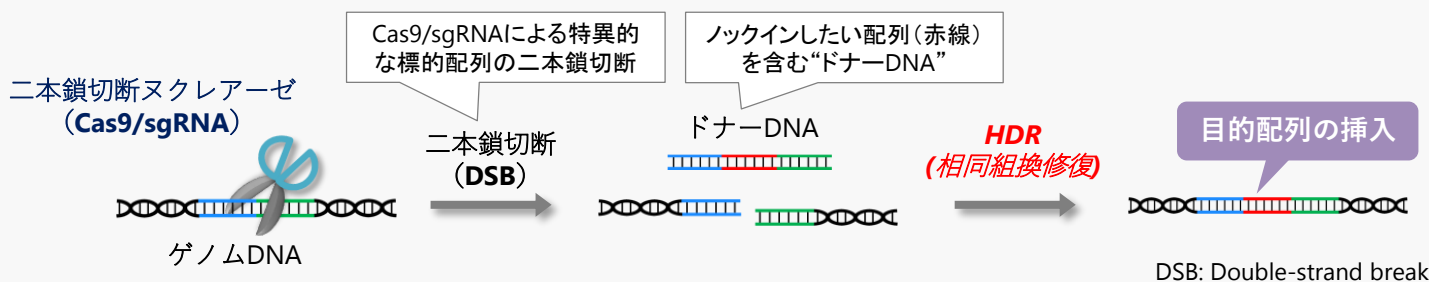 Cas9/sgRNAによる特異的
な標的配列の二本鎖切断
ノックインしたい配列（赤線）
を含む“ドナーDNA”
二本鎖切断ヌクレアーゼ
（Cas9/sgRNA）
二本鎖切断
（DSB）
ドナーDNA
HDR
(相同組換修復)
目的配列の挿入
ゲノムDNA
DSB: Double-strand break